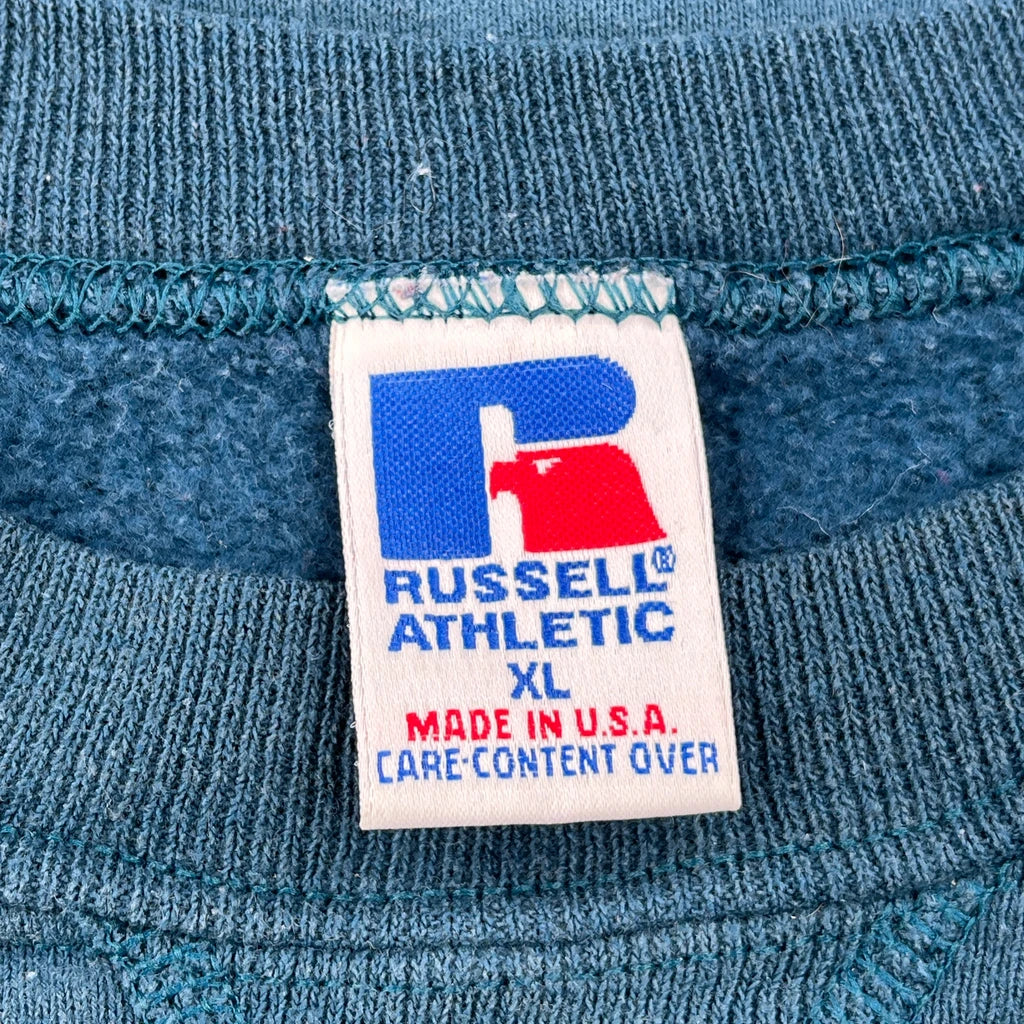 R
RUSSELL®
ATHLETIC
XL
MADE IN U.S.A.
CARE-CONTENT OVER